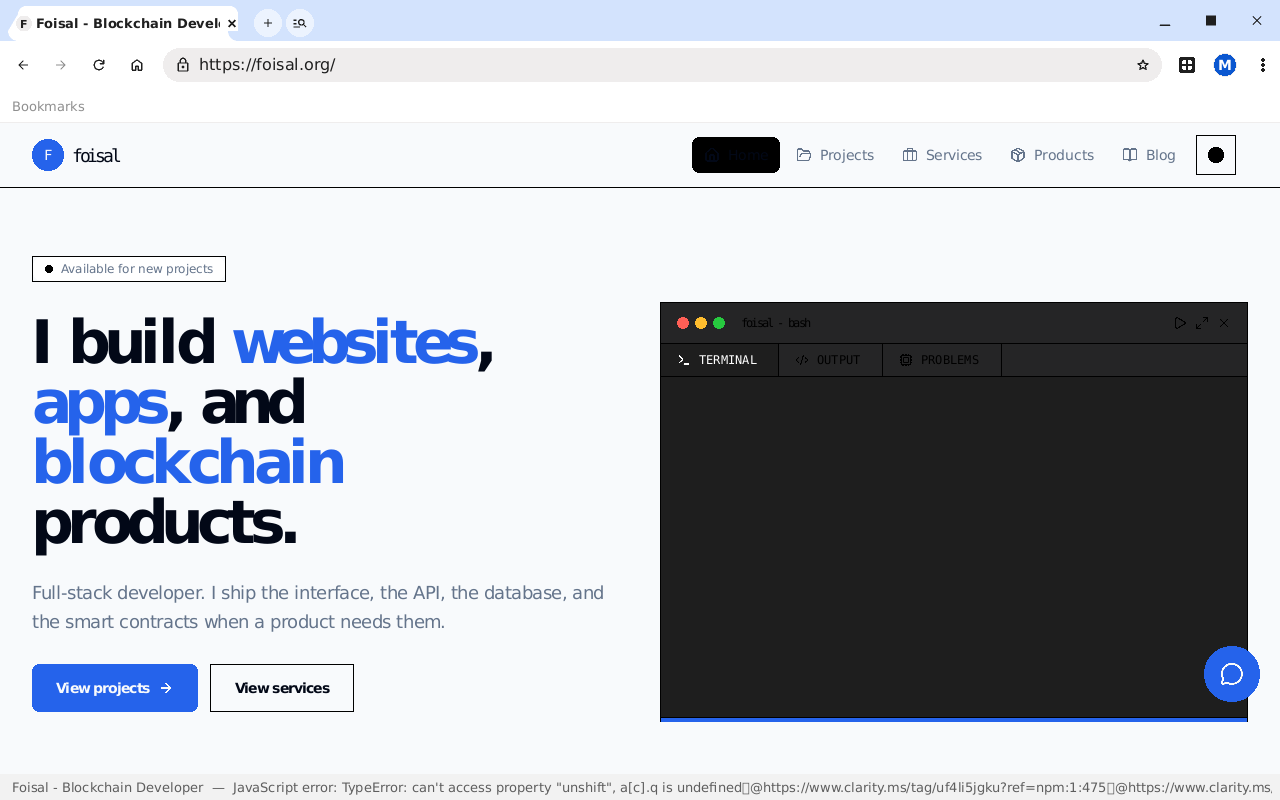 F Foisal - Blockchain Devel
https://foisal.org/
M
Bookmarks
F foisal
Home Projects Services Products Blog
Available for new projects
I build websites,
apps, and
blockchain
products.
Full-stack developer. I ship the interface, the API, the database, and
the smart contracts when a product needs them.
View projects
View services
foisal - bash
TERMINAL OUTPUT PROBLEMS
Foisal - Blockchain Developer — JavaScript error: TypeError: can't access property "unshift", a[c].q is undefined▯@https://www.clarity.ms/tag/uf4li5jgku?ref=npm:1:475▯@https://www.clarity.ms,